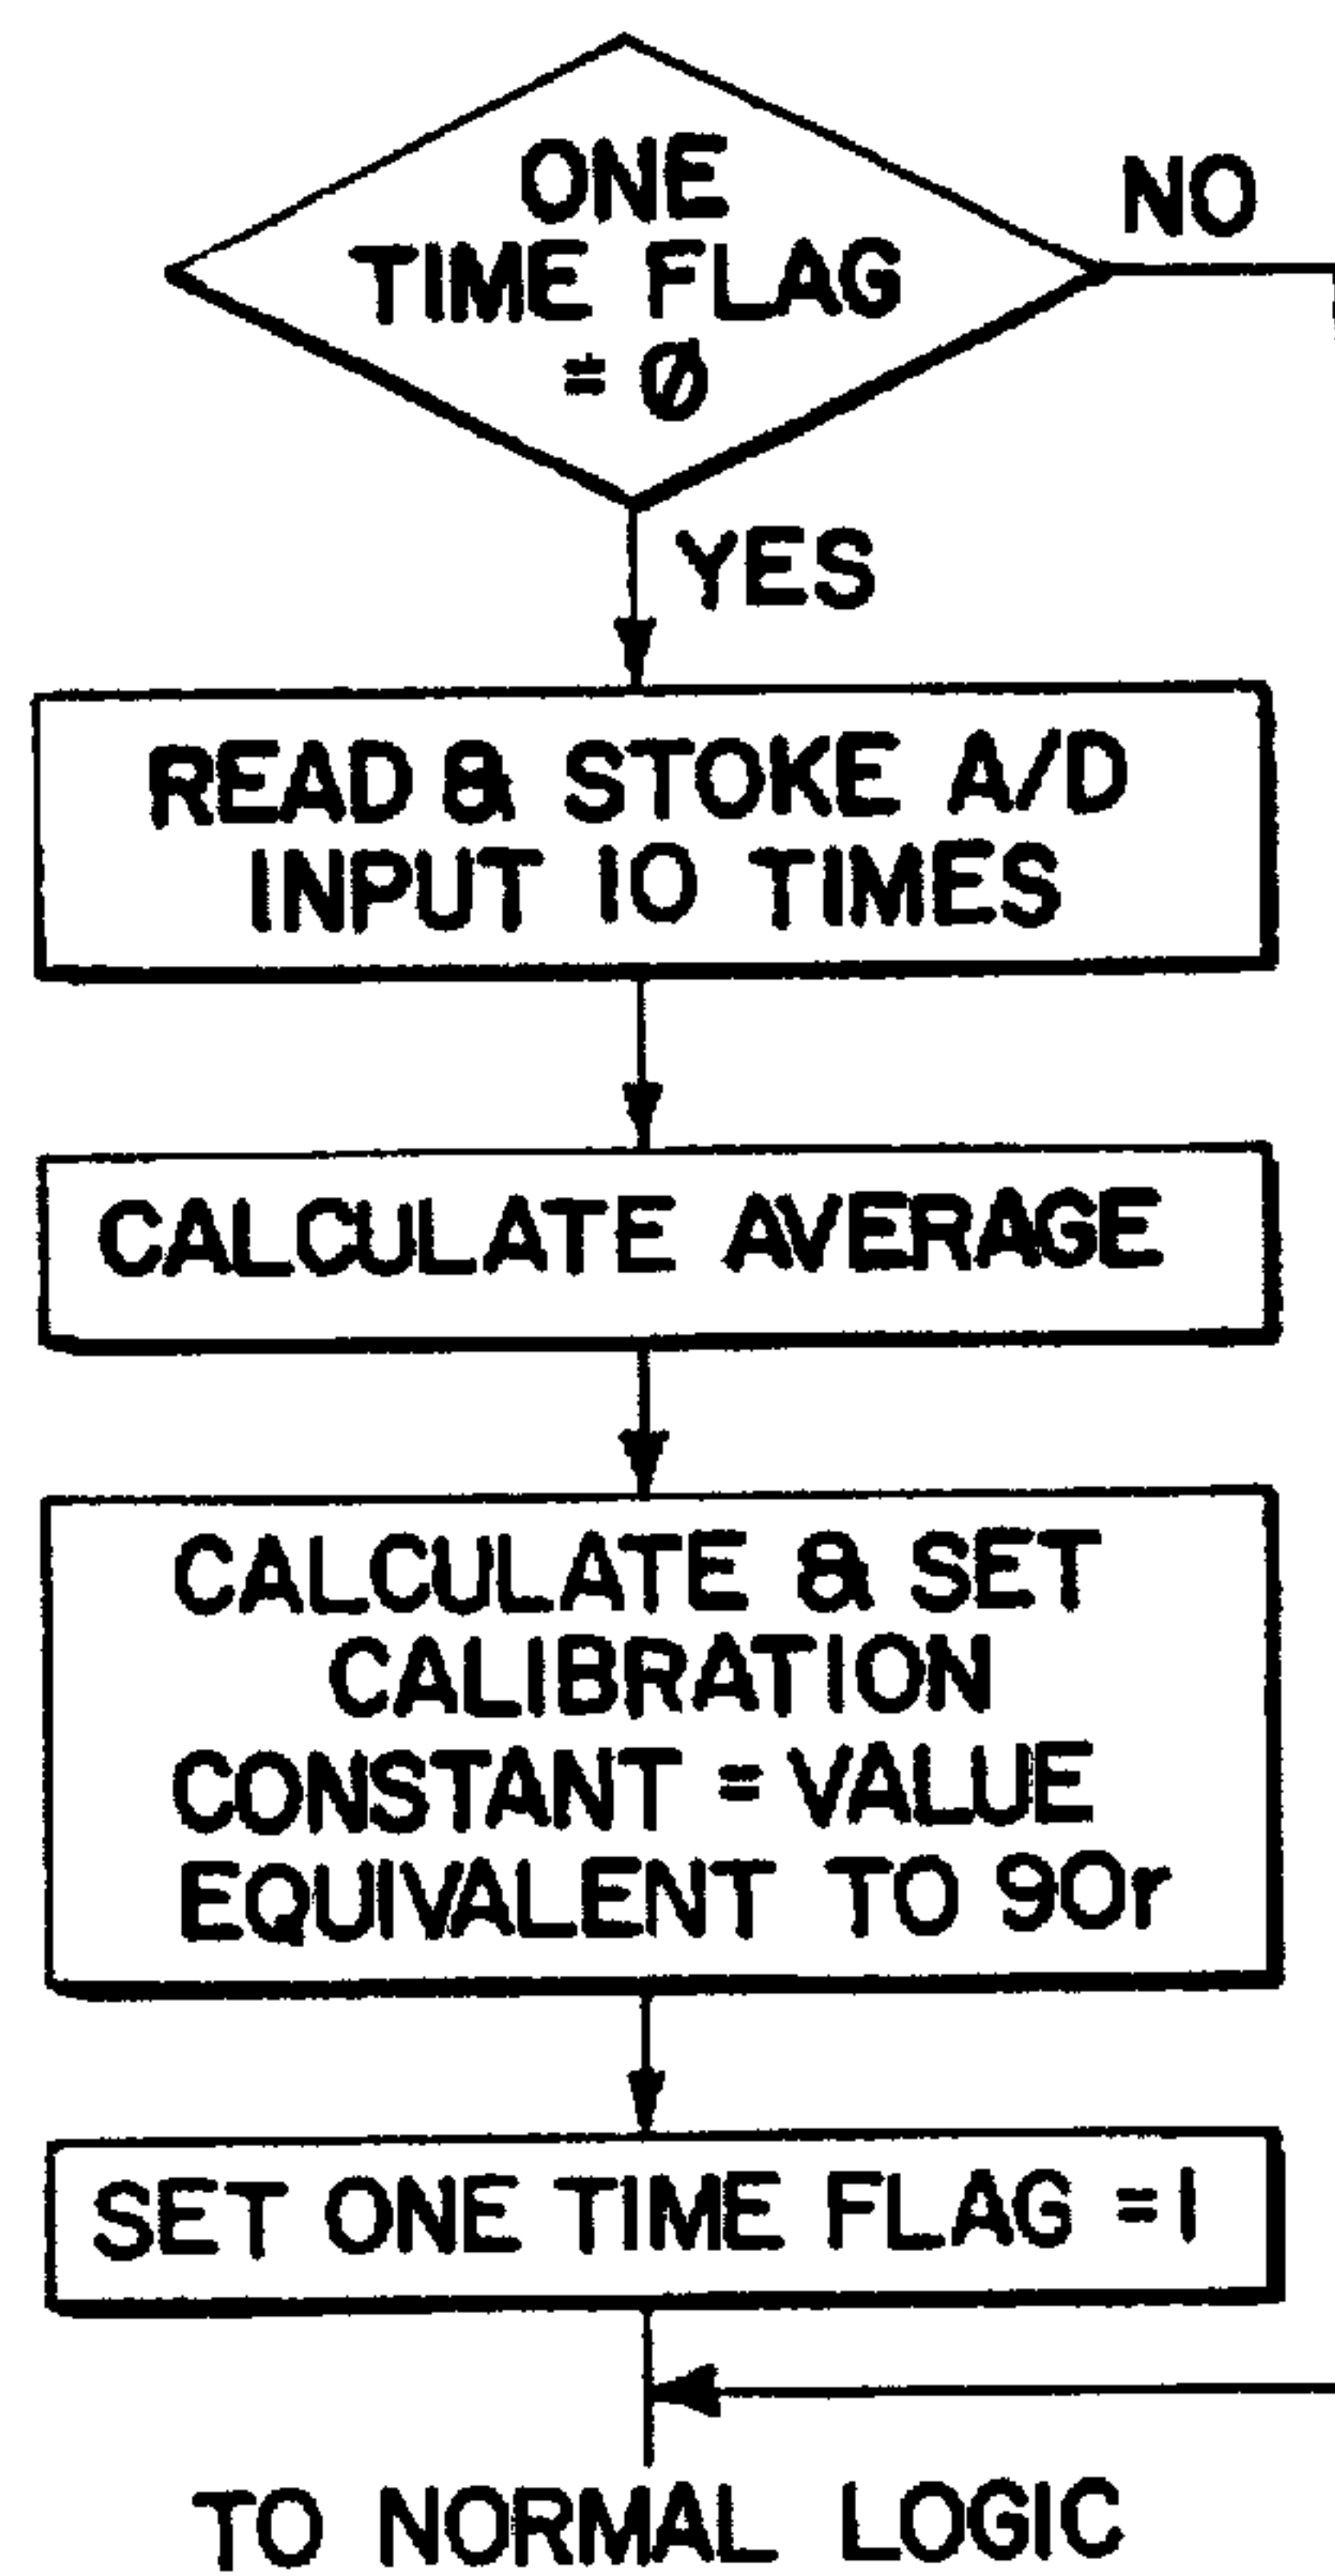 ONE
TIME FLAG
= Ø
NO
YES
READ & STOKE A/D
INPUT 10 TIMES
CALCULATE AVERAGE
CALCULATE & SET
CALIBRATION
CONSTANT = VALUE
EQUIVALENT TO 90r
SET ONE TIME FLAG = 1
TO NORMAL LOGIC